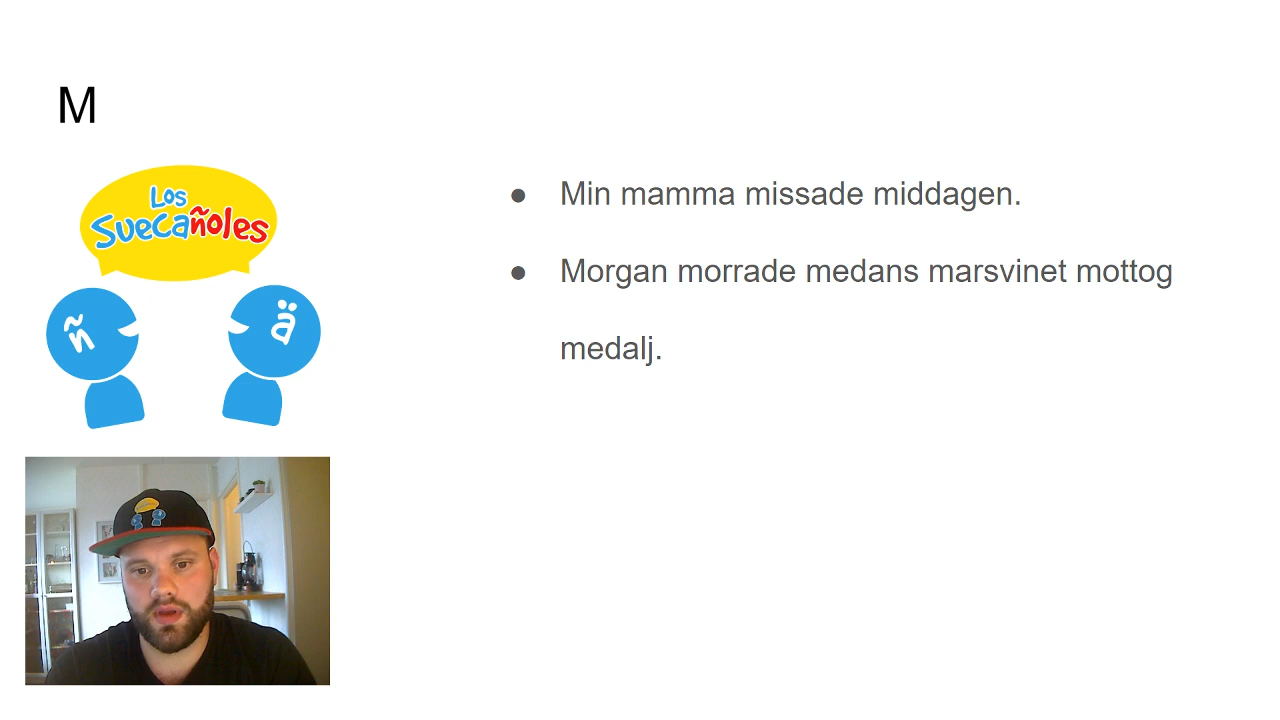 M
Los
Suecañoles
ñ
ä
● Min mamma missade middagen.
● Morgan morrade medans marsvinet mottog
medalj.